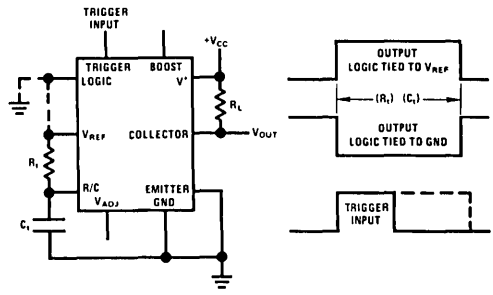 TRIGGER
INPUT
+VCC
TRIGGER
LOGIC
BOOST
V+
RL
VREF
COLLECTOR
VOUT
Rt
R/C
VADJ
EMITTER
GND
Ct
OUTPUT
LOGIC TIED TO VREF
(Rt) (Ct)
OUTPUT
LOGIC TIED TO GND
TRIGGER
INPUT